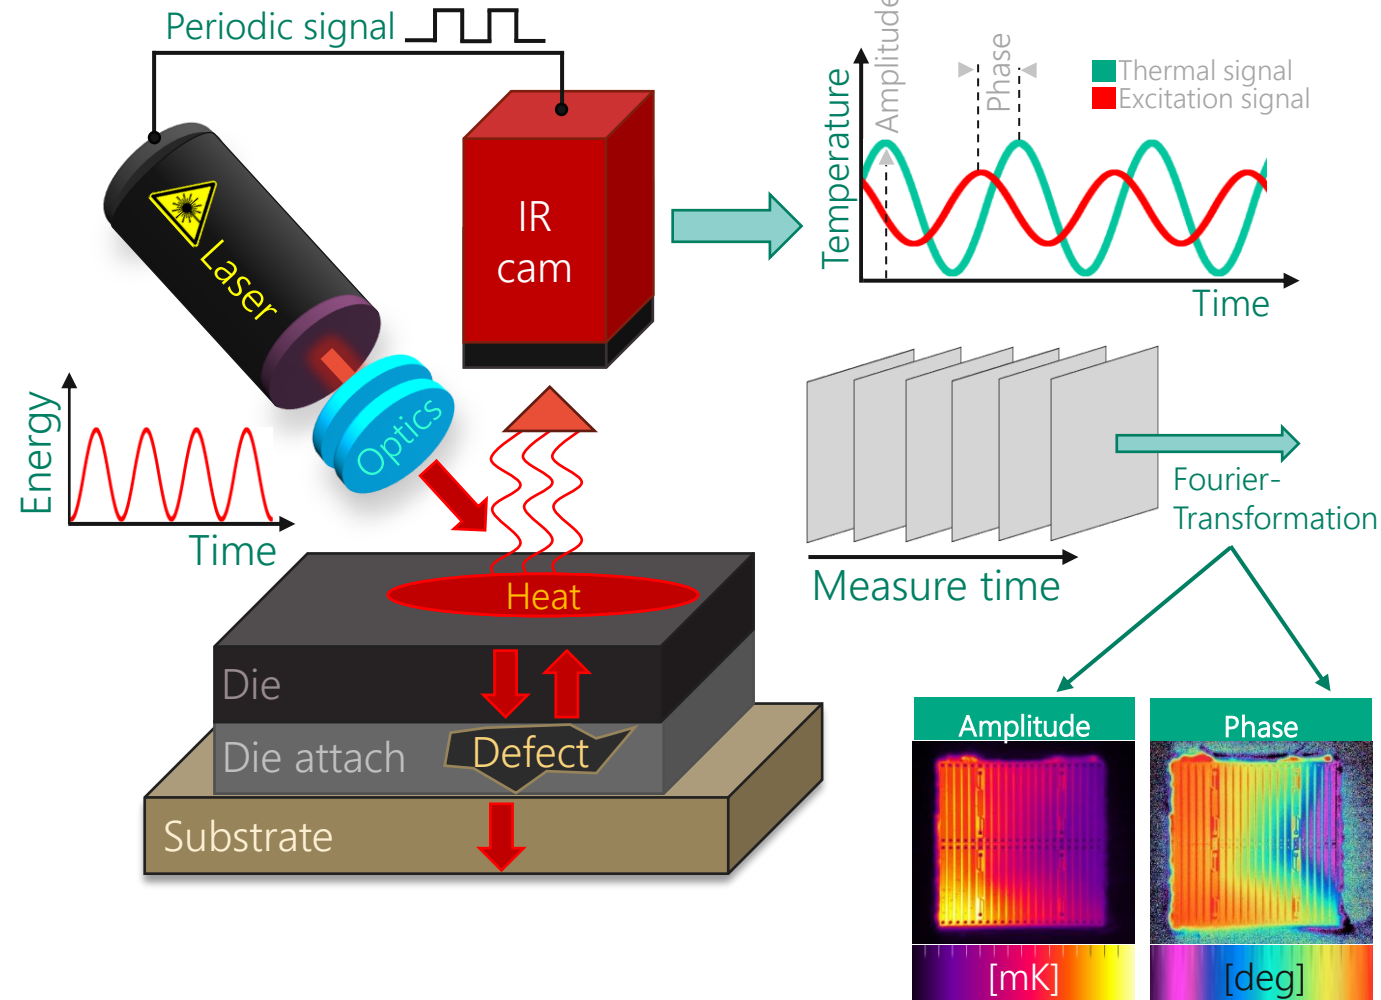 Periodic signal
Laser
IR
cam
Optics
Energy
Time
Heat
Die
Die attach
Defect
Substrate
Amplitude
Phase
Thermal signal
Excitation signal
Temperature
Time
Measure time
Fourier-
Transformation
Amplitude
Phase
[mK]
[deg]